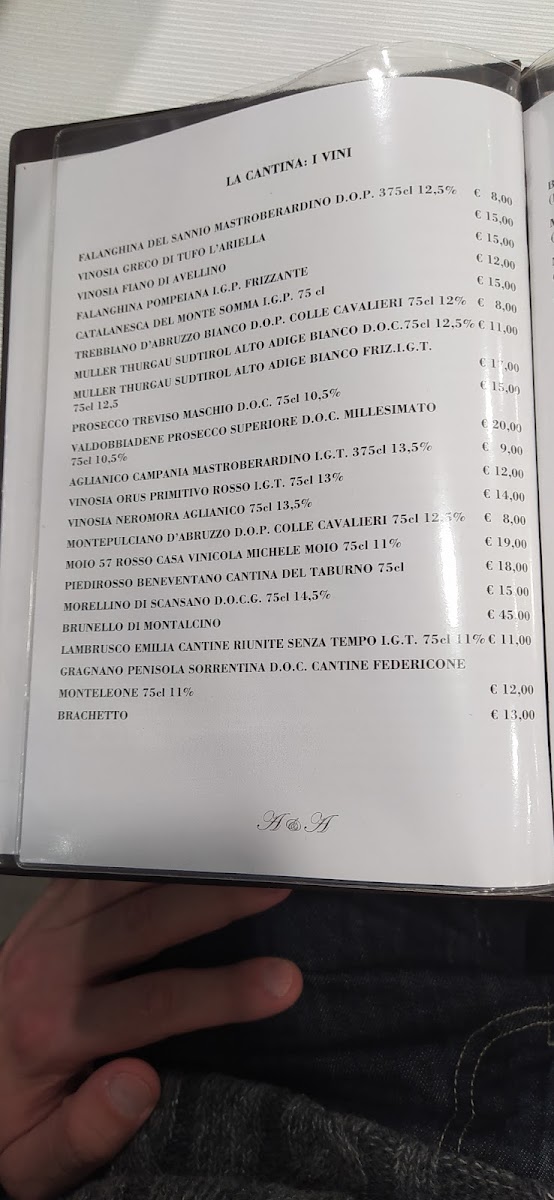 LA CANTINA: I VINI
FALANGHINA DEL SANNIO MASTROBERARDINO D.O.P. 375cl 12,5% € 8,00
VINOSIA GRECO DI TUFO L'ARIELLA € 15,00
VINOSIA FIANO DI AVELLINO € 15,00
FALANGHINA POMPEIANA I.G.P. FRIZZANTE € 12,00
CATALANESCA DEL MONTE SOMMA I.G.P. 75 cl € 15,00
TREBBIANO D'ABRUZZO BIANCO D.O.P. COLLE CAVALIERI 75cl 12% € 8,00
MULLER THURGAU SUDTIROL ALTO ADIGE BIANCO D.O.C.75cl 12,5% € 11,00
MULLER THURGAU SUDTIROL ALTO ADIGE BIANCO FRIZ.I.G.T.
75cl 12,5 €
PROSECCO TREVISO MASCHIO D.O.C. 75cl 10,5% € 15,00
VALDOBBIADENE PROSECCO SUPERIORE D.O.C. MILLESIMATO
75cl 10,5% € 20,00
AGLIANICO CAMPANIA MASTROBERARDINO I.G.T. 375cl 13,5% € 9,00
VINOSIA ORUS PRIMITIVO ROSSO I.G.T. 75cl 13% € 12,00
VINOSIA NEROMORA AGLIANICO 75cl 13,5% € 14,00
MONTEPULCIANO D'ABRUZZO D.O.P. COLLE CAVALIERI 75cl 12,5% € 8,00
MOIO 57 ROSSO CASA VINICOLA MICHELE MOIO 75cl 11% € 19,00
PIEDIROSSO BENEVENTANO CANTINA DEL TABURNO 75cl € 18,00
MORELLINO DI SCANSANO D.O.C.G. 75cl 14,5% € 15,00
BRUNELLO DI MONTALCINO € 45,00
LAMBRUSCO EMILIA CANTINE RIUNITE SENZA TEMPO I.G.T. 75cl 11% € 11,00
GRAGNANO PENISOLA SORRENTINA D.O.C. CANTINE FEDERICONE
MONTELEONE 75cl 11% € 12,00
BRACHETTO € 13,00
A & A